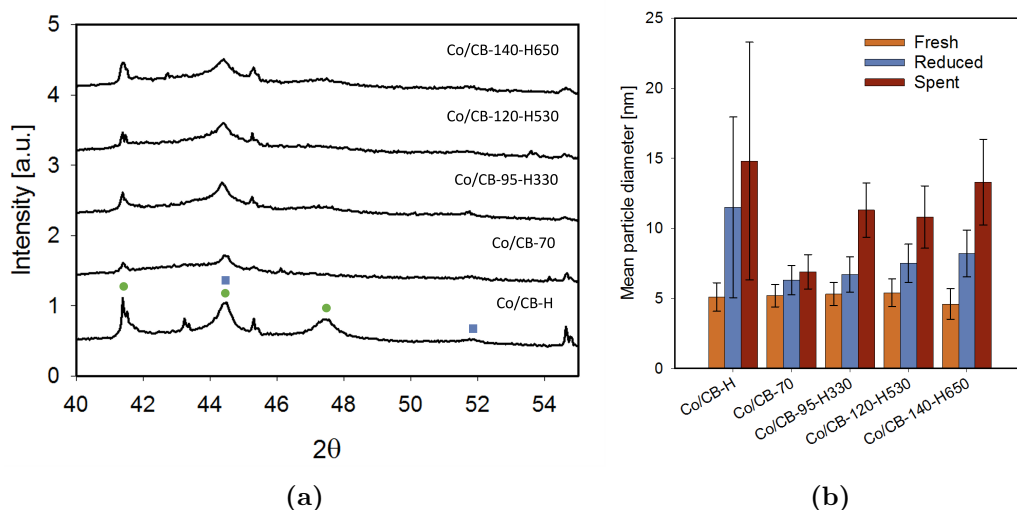 5
4
3
2
1
0
Intensity [a.u.]
Co/CB-140-H650
Co/CB-120-H530
Co/CB-95-H330
Co/CB-70
Co/CB-H
40 42 44 46 48 50 52 54
2θ
(a)
25
20
15
10
5
0
Mean particle diameter [nm]
Fresh
Reduced
Spent
Co/CB-H
Co/CB-70
Co/CB-95-H330
Co/CB-120-H530
Co/CB-140-H650
(b)